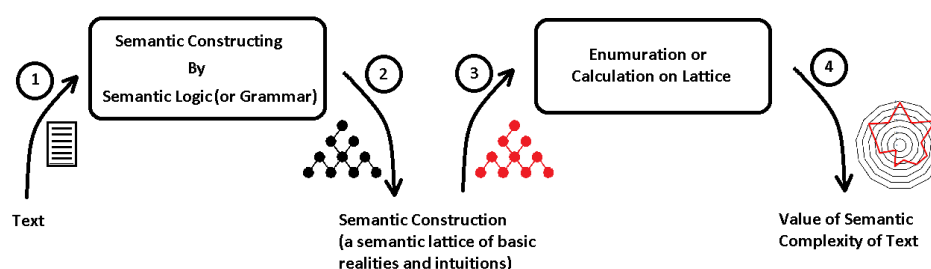 1
Semantic Constructing
By
Semantic Logic (or Grammar)
2
3
Enumuration or
Calculation on Lattice
4
Text
Semantic Construction
(a semantic lattice of basic
realities and intuitions)
Value of Semantic
Complexity of Text